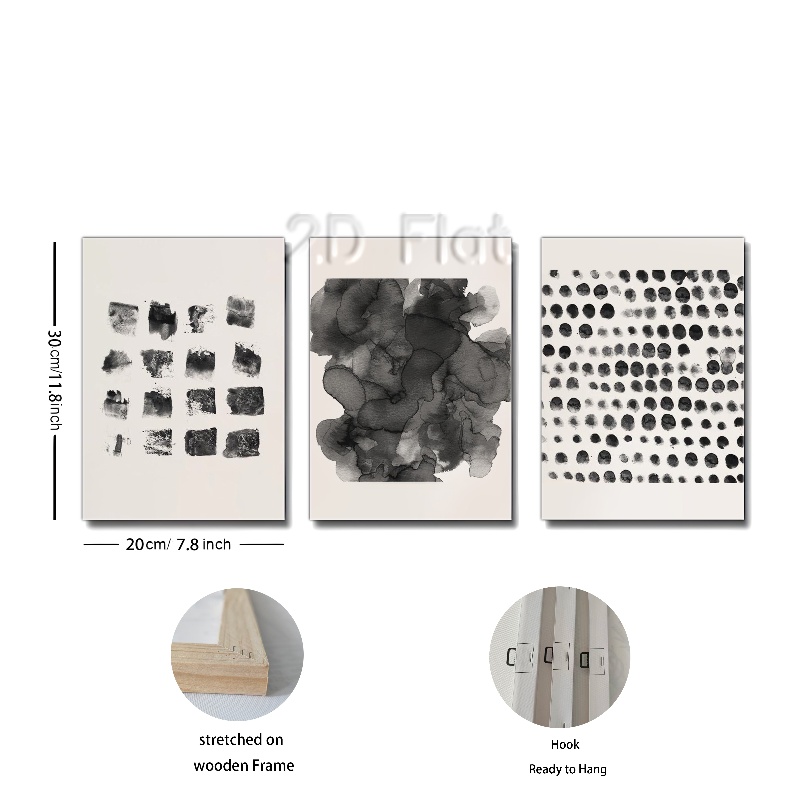 2D Flat
30cm/11.8inch
20cm/ 7.8 inch
stretched on
wooden Frame
Hook
Ready to Hang